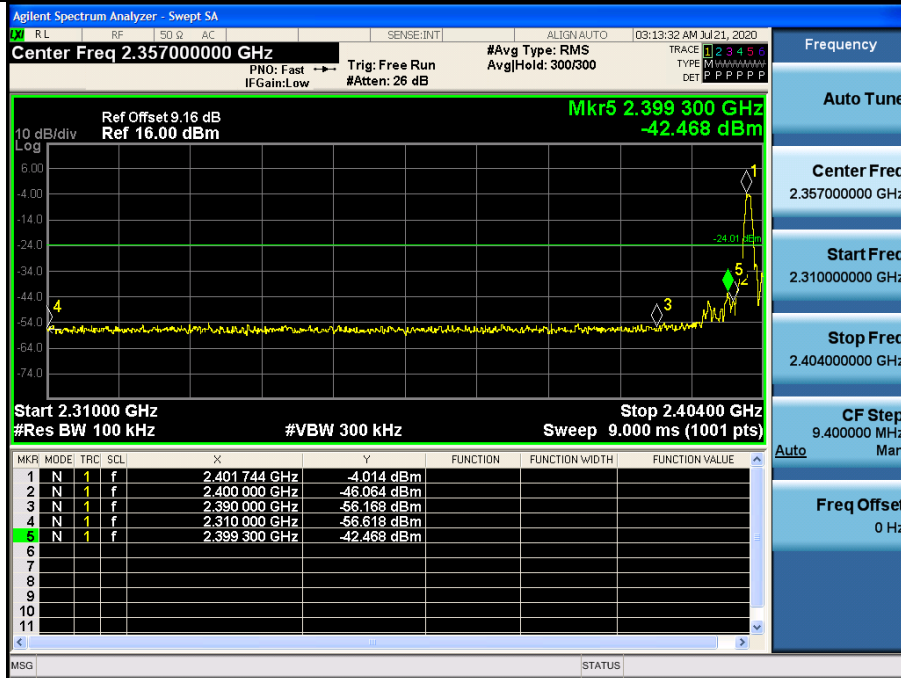 Agilent Spectrum Analyzer - Swept SA
LXI RL RF 50 Ω AC SENSE:INT ALIGN AUTO 03:13:32 AM Jul 21, 2020
Center Freq 2.357000000 GHz
PNO: Fast
IFGain:Low
Trig: Free Run
#Atten: 26 dB
#Avg Type: RMS
Avg|Hold: 300/300
TRACE 1 2 3 4 5 6
TYPE M
DET P P P P P P
Ref Offset 9.16 dB
10 dB/div Ref 16.00 dBm
Log
Mkr5 2.399 300 GHz
-42.468 dBm
6.00
-4.00
-14.0
-24.0
-34.0
-44.0
-54.0
-64.0
-74.0
-24.01 dBm
1
2
3
4
5
Start 2.31000 GHz Stop 2.40400 GHz
#Res BW 100 kHz #VBW 300 kHz Sweep 9.000 ms (1001 pts)
MKR MODE TRC SCL X Y FUNCTION FUNCTION WIDTH FUNCTION VALUE
1 N 1 f 2.401 744 GHz -4.014 dBm
2 N 1 f 2.400 000 GHz -46.064 dBm
3 N 1 f 2.390 000 GHz -56.168 dBm
4 N 1 f 2.310 000 GHz -56.618 dBm
5 N 1 f 2.399 300 GHz -42.468 dBm
6
7
8
9
10
11
MSG STATUS
Frequency
Auto Tune
Center Freq
2.357000000 GHz
Start Freq
2.310000000 GHz
Stop Freq
2.404000000 GHz
CF Step
9.400000 MHz
Auto Man
Freq Offset
0 Hz